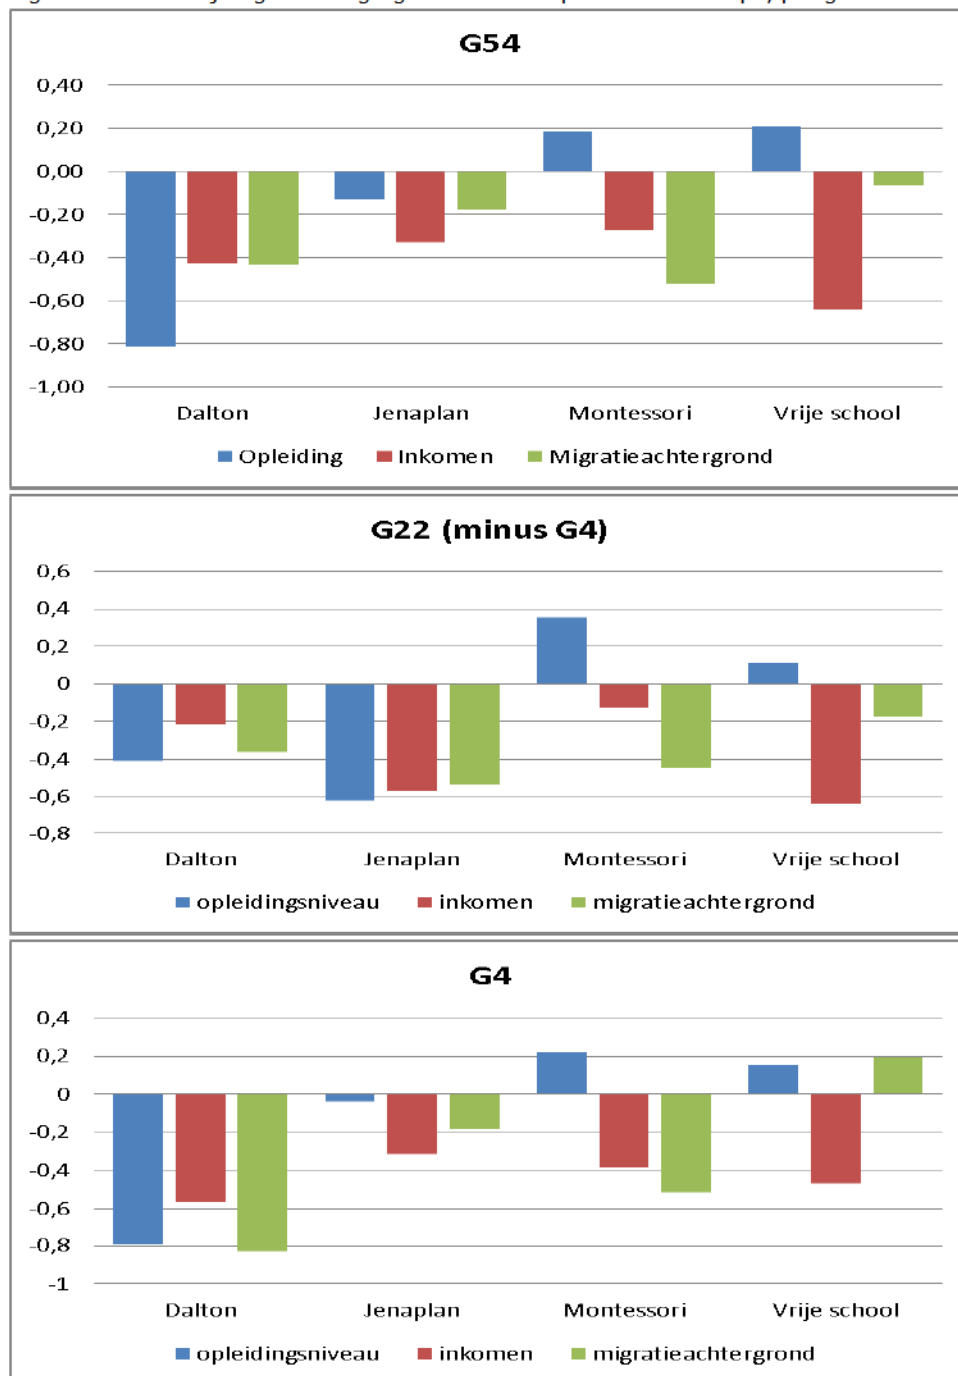 G54
0,40
0,20
0,00
-0,20
-0,40
-0,60
-0,80
-1,00
Dalton Jenaplan Montessori Vrije school
Opleiding Inkomen Migratieachtergrond
G22 (minus G4)
0,6
0,4
0,2
0
-0,2
-0,4
-0,6
-0,8
Dalton Jenaplan Montessori Vrije school
opleidingsniveau inkomen migratieachtergrond
G4
0,4
0,2
0
-0,2
-0,4
-0,6
-0,8
-1
Dalton Jenaplan Montessori Vrije school
opleidingsniveau inkomen migratieachtergrond